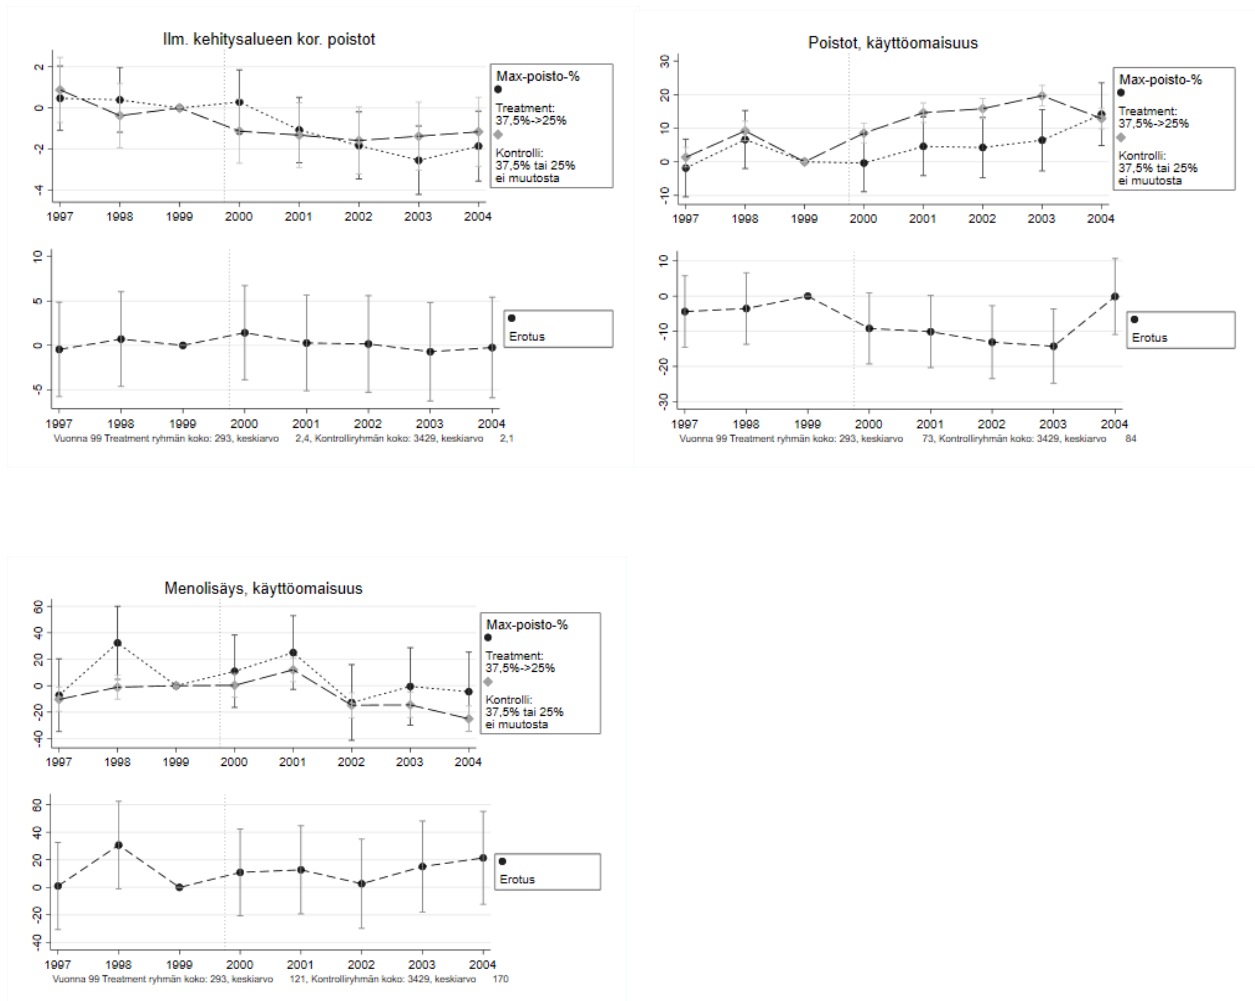 Ilm. kehitysalueen kor. poistot
2
0
-2
-4
1997 1998 1999 2000 2001 2002 2003 2004
Max-poisto-%
Treatment:
37,5%->25%
Kontrolli:
37,5% tai 25%
ei muutosta
10
5
0
-5
1997 1998 1999 2000 2001 2002 2003 2004
Erotus
Vuonna 99 Treatment ryhmän koko: 293, keskiarvo 2,4, Kontrolliryhmän koko: 3429, keskiarvo 2,1
Poistot, käyttöomaisuus
30
20
10
0
-10
1997 1998 1999 2000 2001 2002 2003 2004
Max-poisto-%
Treatment:
37,5%->25%
Kontrolli:
37,5% tai 25%
ei muutosta
10
0
-10
-20
-30
1997 1998 1999 2000 2001 2002 2003 2004
Erotus
Vuonna 99 Treatment ryhmän koko: 293, keskiarvo 73, Kontrolliryhmän koko: 3429, keskiarvo 84
Menolisäys, käyttöomaisuus
60
40
20
0
-20
-40
1997 1998 1999 2000 2001 2002 2003 2004
Max-poisto-%
Treatment:
37,5%->25%
Kontrolli:
37,5% tai 25%
ei muutosta
60
40
20
0
-20
-40
1997 1998 1999 2000 2001 2002 2003 2004
Erotus
Vuonna 99 Treatment ryhmän koko: 293, keskiarvo 121, Kontrolliryhmän koko: 3429, keskiarvo 170